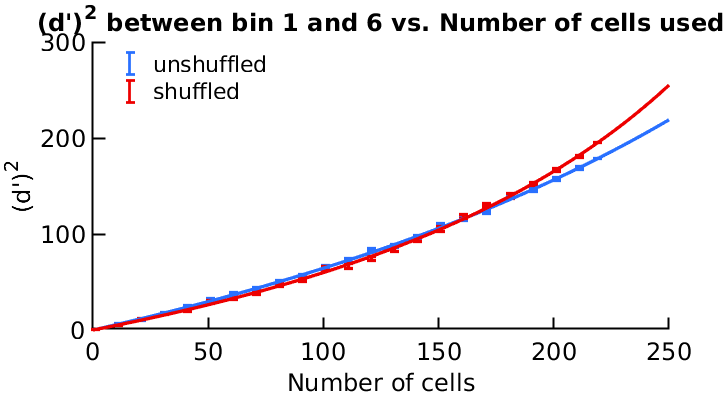 (d')² between bin 1 and 6 vs. Number of cells used
300
unshuffled
shuffled
200
(d')²
100
0
0 50 100 150 200 250
Number of cells